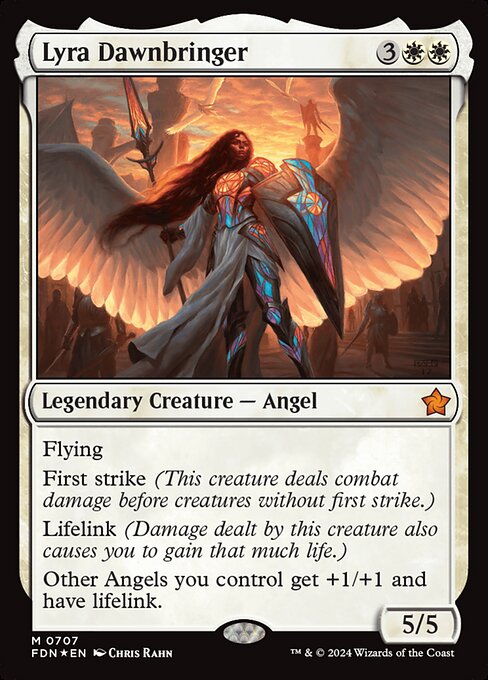 Lyra Dawnbringer 3
Legendary Creature — Angel
Flying
First strike (This creature deals combat
damage before creatures without first strike.)
Lifelink (Damage dealt by this creature also
causes you to gain that much life.)
Other Angels you control get +1/+1 and
have lifelink.
5/5
M 0707
FDN★EN Chris Rahn
™ & © 2024 Wizards of the Coast